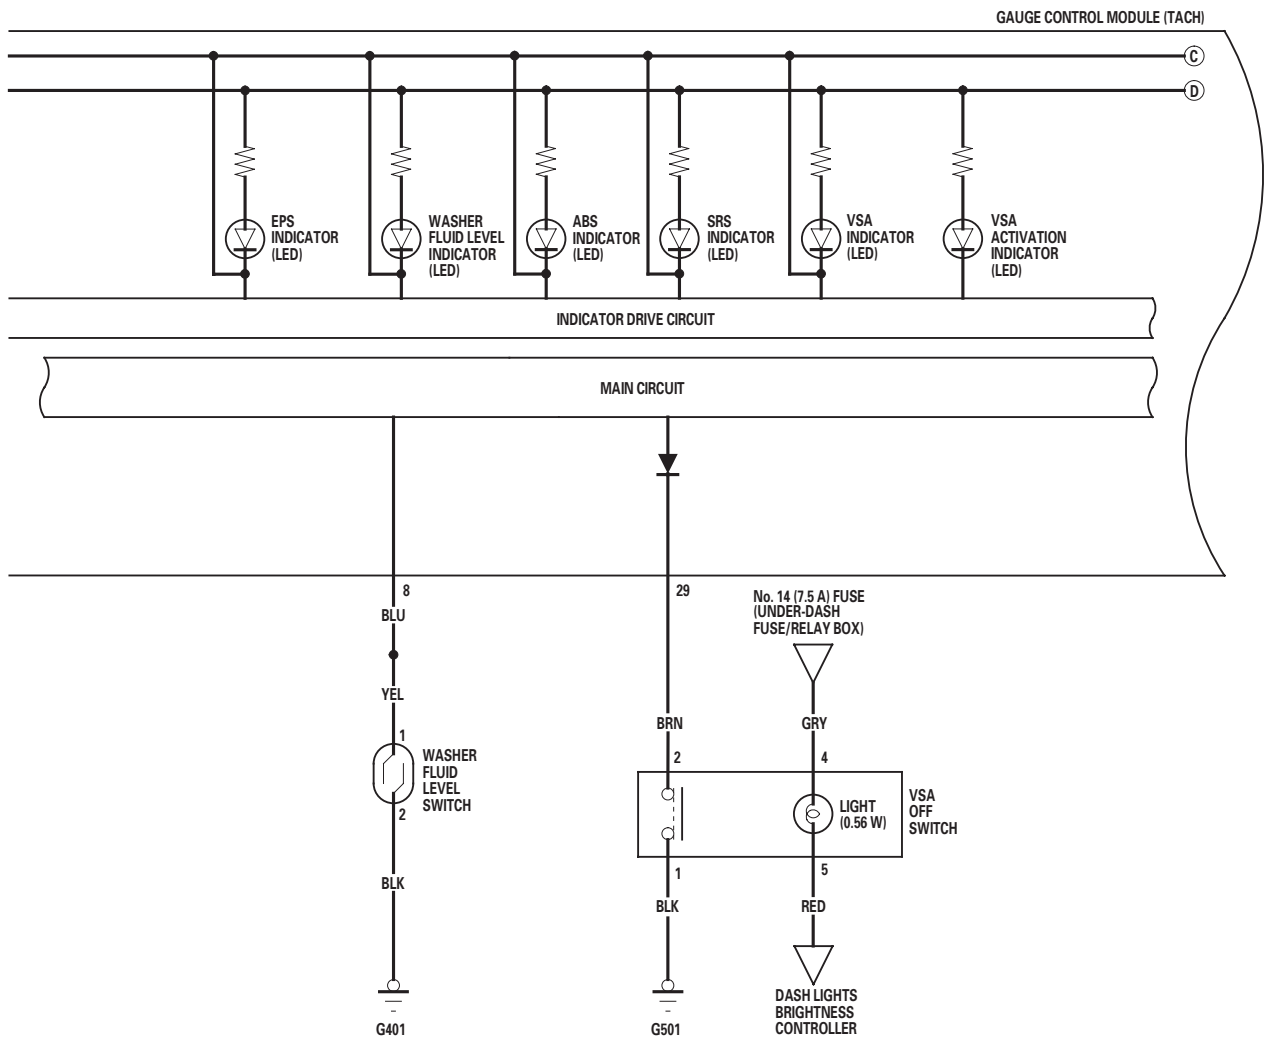 GAUGE CONTROL MODULE (TACH)
C
D
EPS
INDICATOR
(LED)
WASHER
FLUID LEVEL
INDICATOR
(LED)
ABS
INDICATOR
(LED)
SRS
INDICATOR
(LED)
VSA
INDICATOR
(LED)
VSA
ACTIVATION
INDICATOR
(LED)
INDICATOR DRIVE CIRCUIT
MAIN CIRCUIT
8
BLU
YEL
1
WASHER
FLUID
LEVEL
SWITCH
2
BLK
G401
29
BRN
2
1
BLK
G501
No. 14 (7.5 A) FUSE
(UNDER-DASH
FUSE/RELAY BOX)
GRY
4
LIGHT
(0.56 W)
VSA
OFF
SWITCH
5
RED
DASH LIGHTS
BRIGHTNESS
CONTROLLER